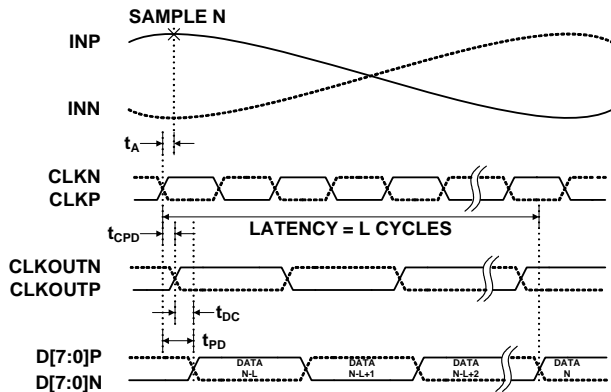 SAMPLE N
INP
INN
tA
CLKN
CLKP
LATENCY = L CYCLES
tCPD
CLKOUTN
CLKOUTP
tDC
tPD
D[7:0]P
D[7:0]N
DATA
N-L
DATA
N-L+1
DATA
N-L+2
DATA
N